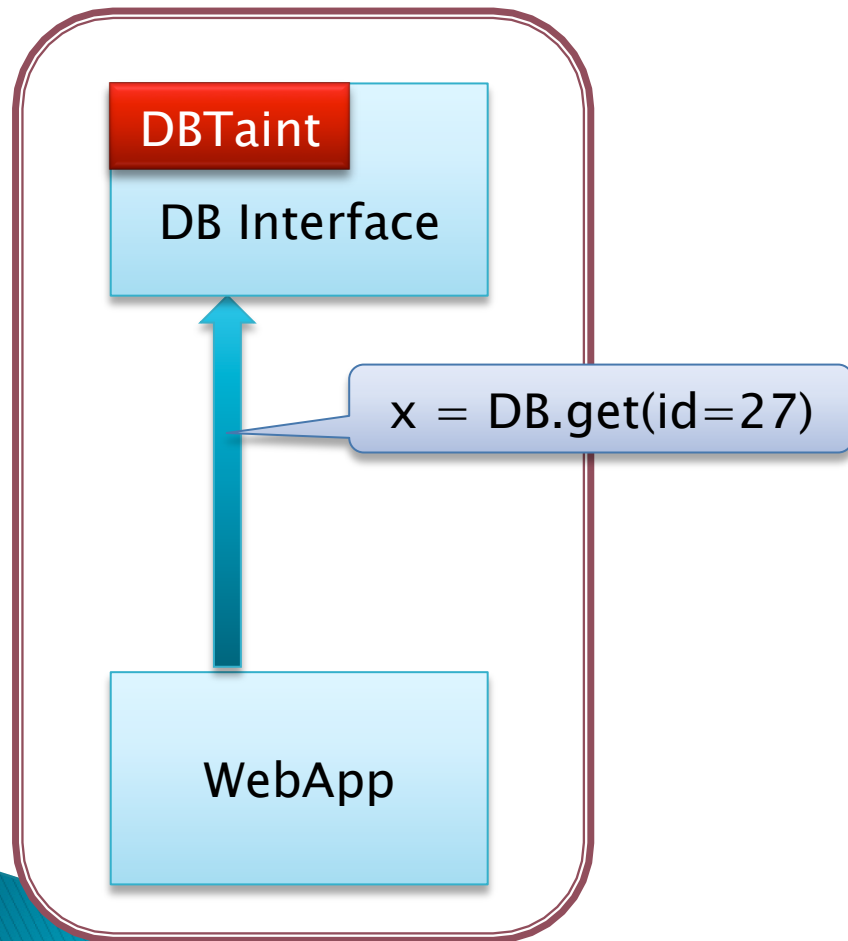 DBTaint
DB Interface
x = DB.get(id=27)
WebApp